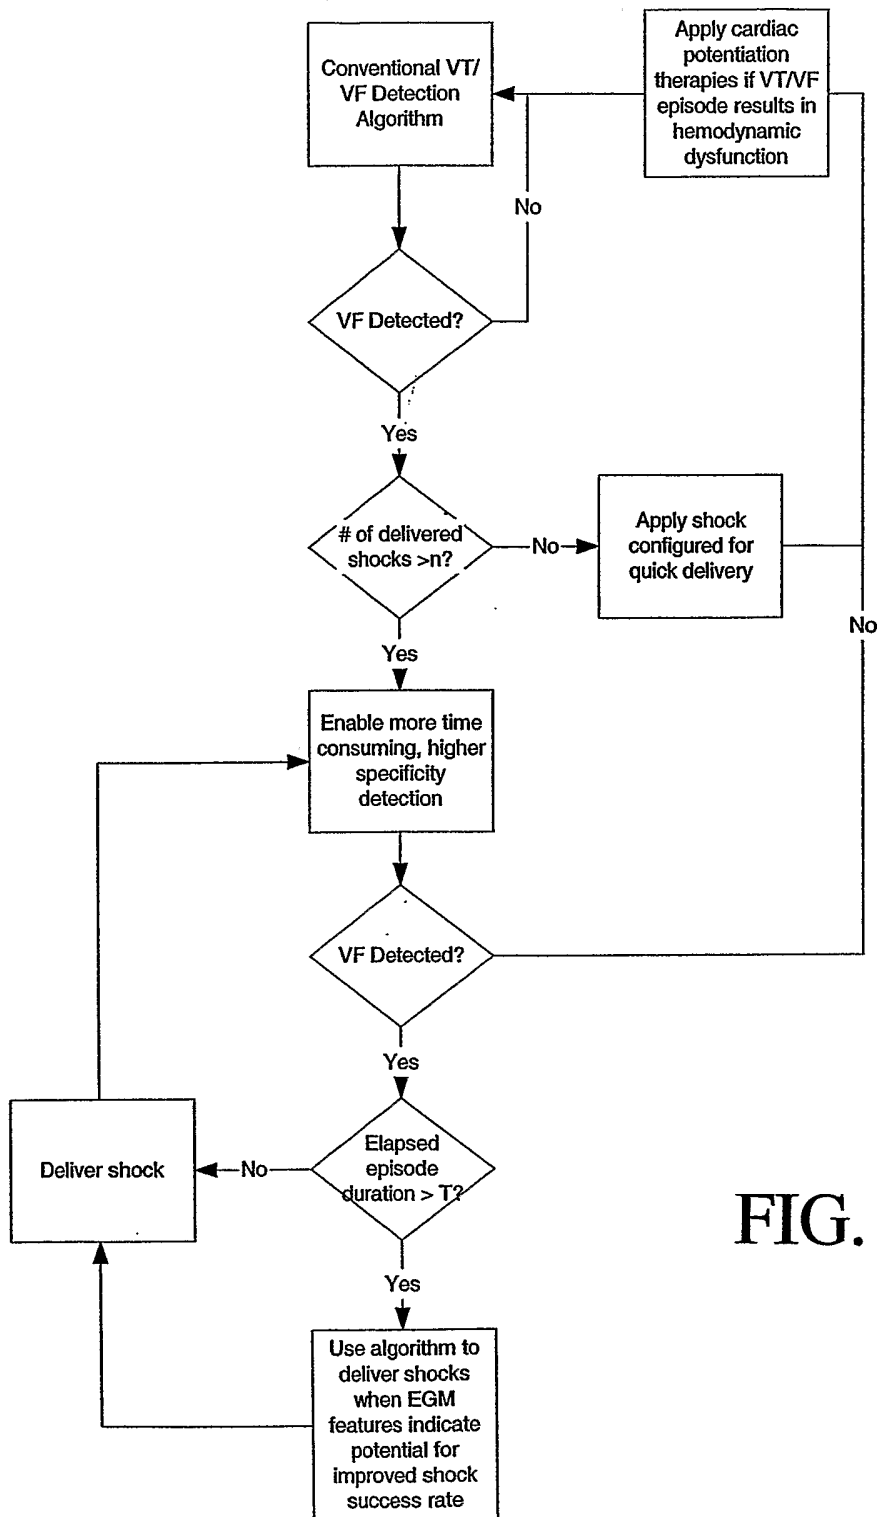 Conventional VT/
VF Detection
Algorithm
Apply cardiac
potentiation
therapies if VT/VF
episode results in
hemodynamic
dysfunction
No
VF Detected?
Yes
# of delivered
shocks >n?
No
Apply shock
configured for
quick delivery
No
Yes
Enable more time
consuming, higher
specificity
detection
VF Detected?
Yes
Elapsed
episode
duration > T?
No
Deliver shock
Yes
Use algorithm to
deliver shocks
when EGM
features indicate
potential for
improved shock
success rate
FIG.